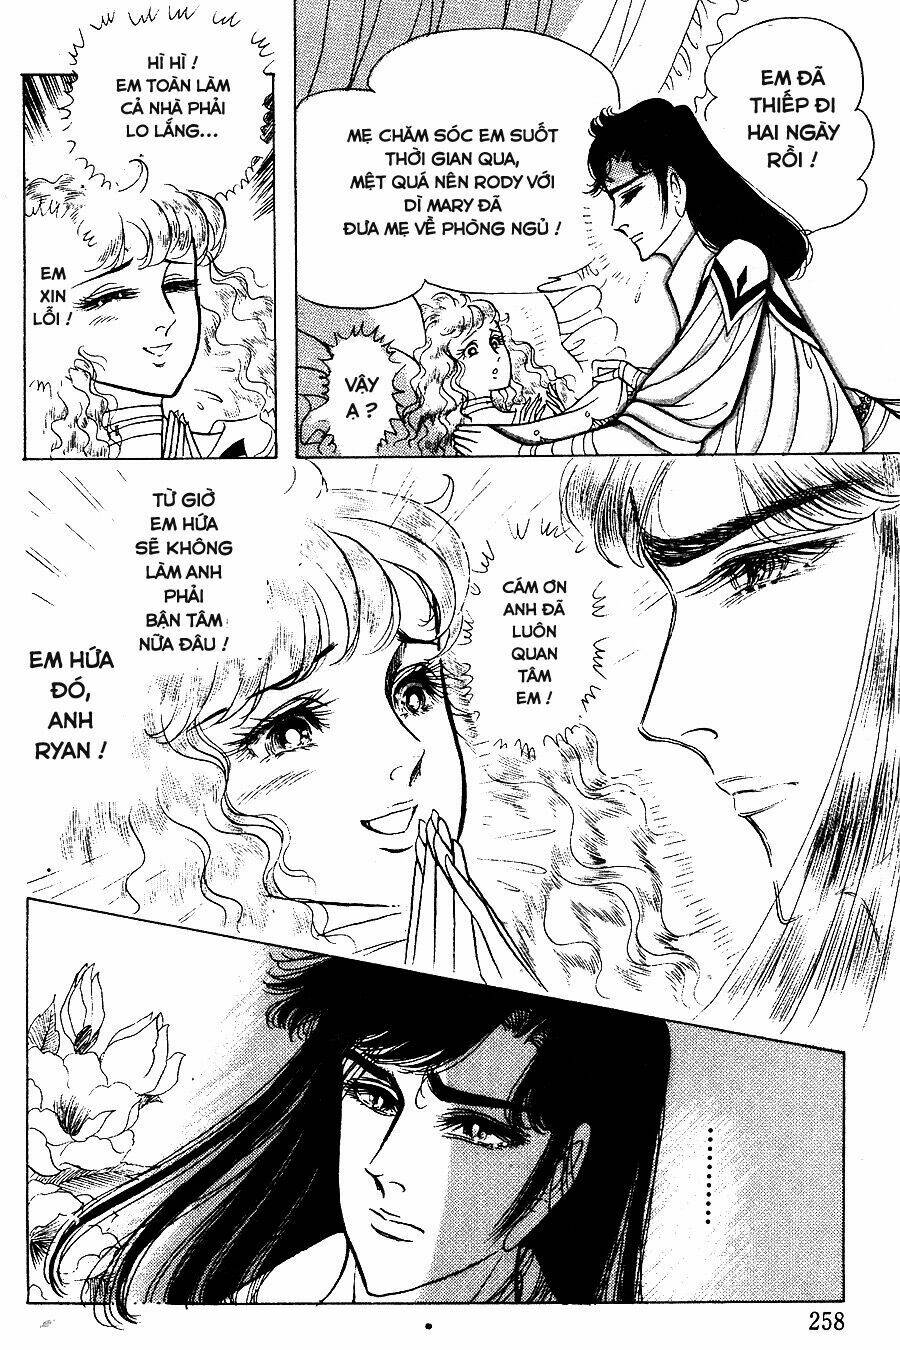 EM ĐÃ
THIẾP ĐI
HAI NGÀY
RỒI !
MẸ CHĂM SÓC EM SUỐT
THỜI GIAN QUA,
MỆT QUÁ NÊN RODY VỚI
DÌ MARY ĐÃ
ĐƯA MẸ VỀ PHÒNG NGỦ !
VẬY
Ạ ?
HÌ HÌ !
EM TOÀN LÀM
CẢ NHÀ PHẢI
LO LẮNG...
EM
XIN
LỖI !
CÁM ƠN
ANH ĐÃ
LUÔN
QUAN
TÂM
EM !
TỪ GIỜ
EM HỨA
SẼ KHÔNG
LÀM ANH
PHẢI
BẬN TÂM
NỮA ĐÂU !
EM HỨA
ĐÓ,
ANH
RYAN !
............
258